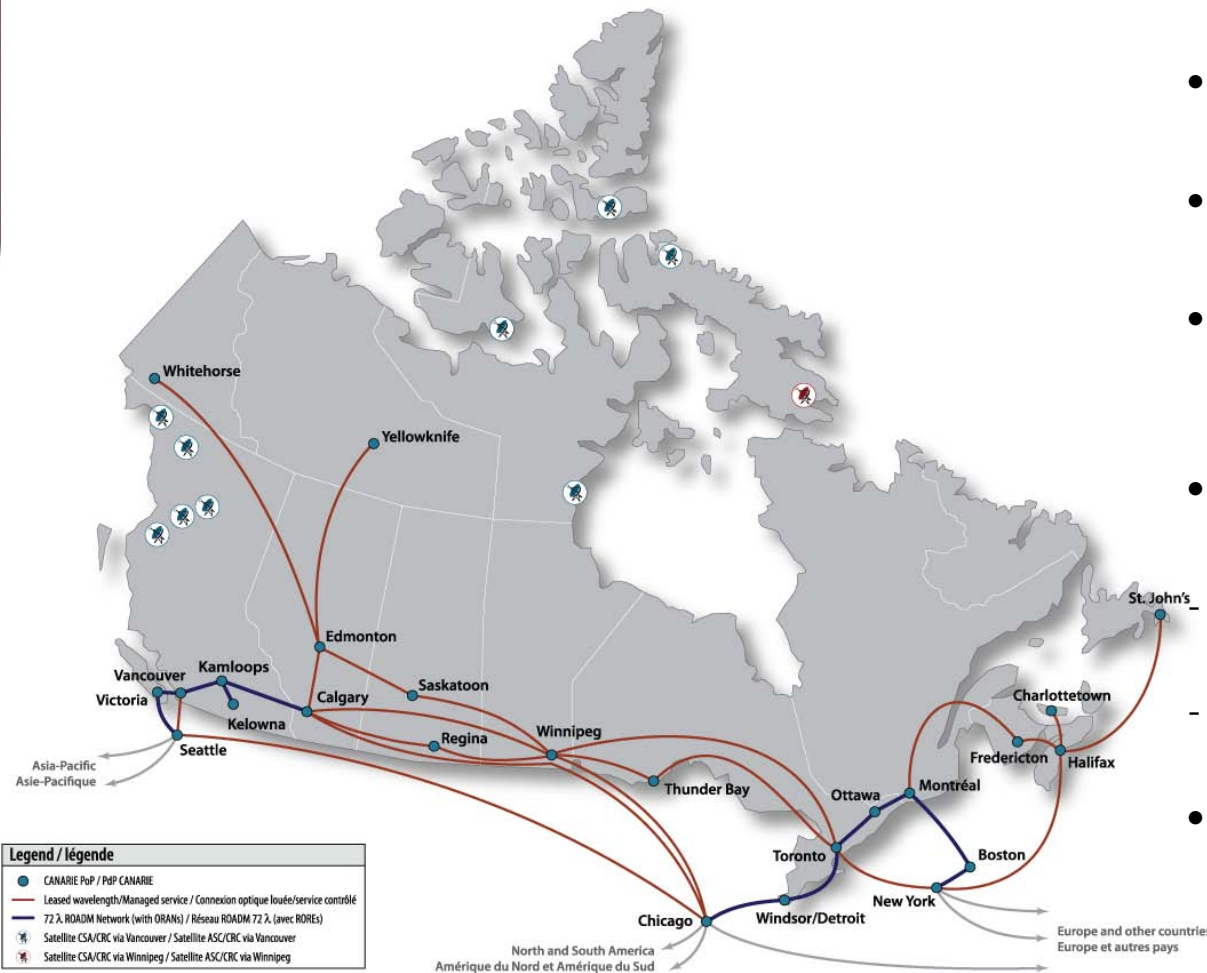 Whitehorse
Yellowknife
Edmonton
St. John's
Vancouver
Kamloops
Saskatoon
Victoria
Calgary
Charlottetown
Kelowna
Regina
Winnipeg
Seattle
Fredericton
Halifax
Asia-Pacific
Asie-Pacifique
Thunder Bay
Ottawa
Montréal
Toronto
Boston
New York
Chicago
Windsor/Detroit
North and South America
Amérique du Nord et Amérique du Sud
Europe and other countries
Europe et autres pays
Legend / légende
CANARIE PoP / PdP CANARIE
Leased wavelength/Managed service / Connexion optique louée/service contrôlé
72 λ ROADM Network (with ORANs) / Réseau ROADM 72 λ (avec ROREs)
Satellite CSA/CRC via Vancouver / Satellite ASC/CRC via Vancouver
Satellite CSA/CRC via Winnipeg / Satellite ASC/CRC via Winnipeg